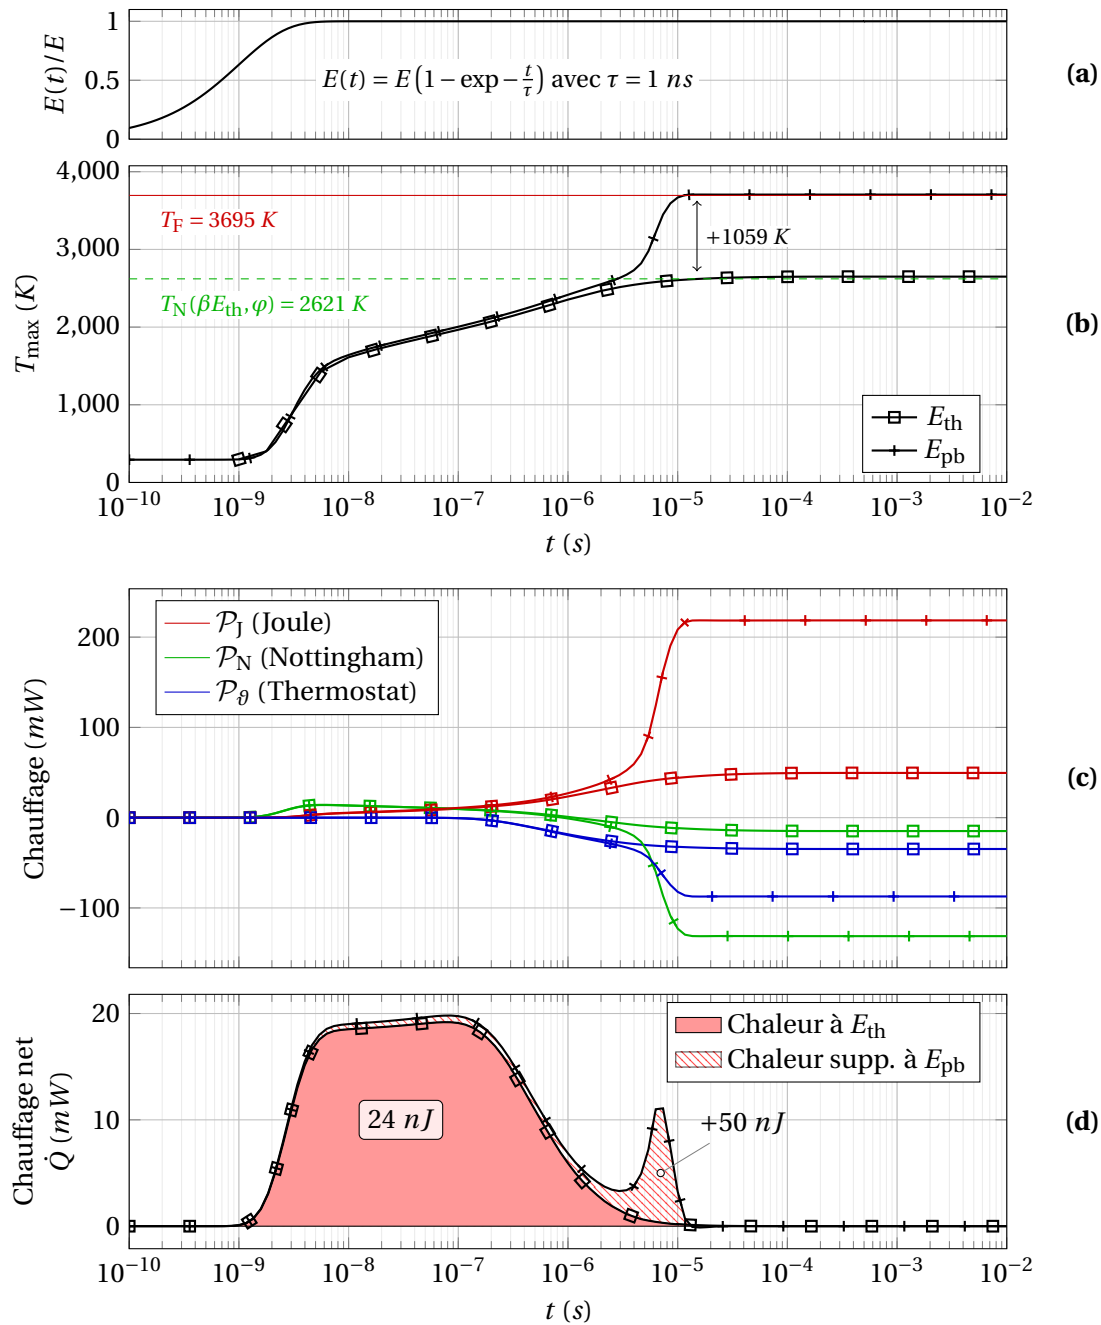 1
0.5
0
E(t)/E
E(t) = E(1 − exp − t/τ) avec τ = 1 ns
(a)
4,000
3,000
2,000
1,000
0
T_max (K)
T_F = 3695 K
+1059 K
T_N(βE_th, φ) = 2621 K
E_th
E_pb
(b)
10⁻¹⁰ 10⁻⁹ 10⁻⁸ 10⁻⁷ 10⁻⁶ 10⁻⁵ 10⁻⁴ 10⁻³ 10⁻²
t (s)
200
100
0
−100
Chauffage (mW)
𝒫_J (Joule)
𝒫_N (Nottingham)
𝒫_ϑ (Thermostat)
(c)
20
10
0
Chauffage net
Q̇ (mW)
Chaleur à E_th
Chaleur supp. à E_pb
24 nJ
+50 nJ
(d)
10⁻¹⁰ 10⁻⁹ 10⁻⁸ 10⁻⁷ 10⁻⁶ 10⁻⁵ 10⁻⁴ 10⁻³ 10⁻²
t (s)